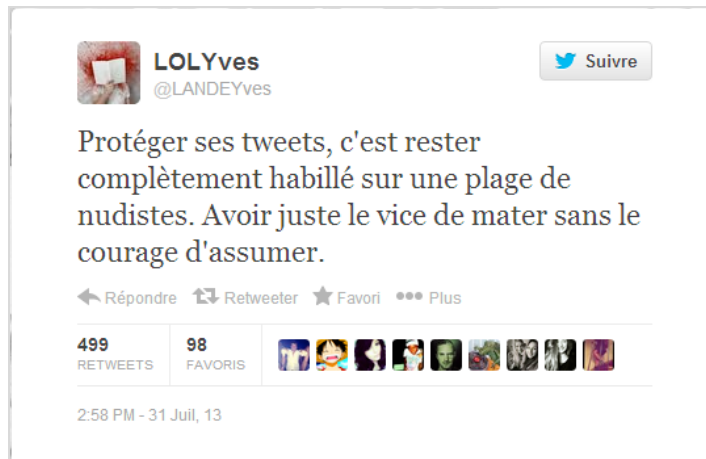 LOLYves
@LANDEYves
Suivre
Protéger ses tweets, c'est rester
complètement habillé sur une plage de
nudistes. Avoir juste le vice de mater sans le
courage d'assumer.
Répondre Retweeter Favori Plus
499 98
RETWEETS FAVORIS
2:58 PM - 31 Juil, 13